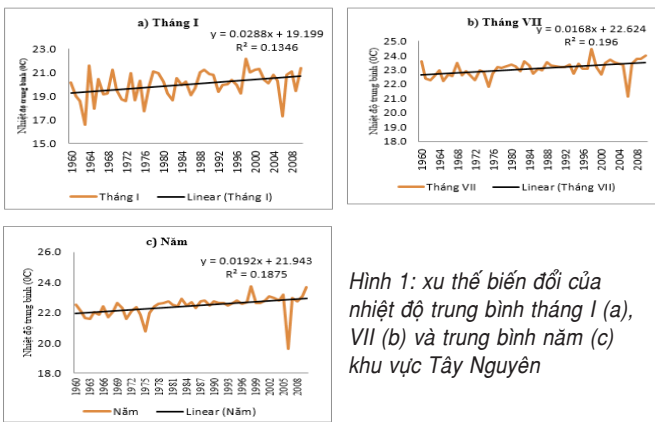 a) Tháng I
y = 0.0288x + 19.199
R² = 0.1346
Nhiệt độ trung bình (0C)
23.0
21.0
19.0
17.0
15.0
1960 1964 1968 1972 1976 1980 1984 1988 1992 1996 2000 2004 2008
Tháng I Linear (Tháng I)
b) Tháng VII
y = 0.0168x + 22.624
R² = 0.196
Nhiệt độ trung bình (0C)
25.0
24.0
23.0
22.0
21.0
20.0
19.0
18.0
1960 1964 1968 1972 1976 1980 1984 1988 1992 1996 2000 2004 2008
Tháng VII Linear (Tháng VII)
c) Năm
y = 0.0192x + 21.943
R² = 0.1875
Nhiệt độ trung bình (0C)
26.0
24.0
22.0
20.0
18.0
1960 1963 1966 1969 1972 1975 1978 1981 1984 1987 1990 1993 1996 1999 2002 2005 2008
Năm Linear (Năm)
Hình 1: xu thế biến đổi của
nhiệt độ trung bình tháng I (a),
VII (b) và trung bình năm (c)
khu vực Tây Nguyên